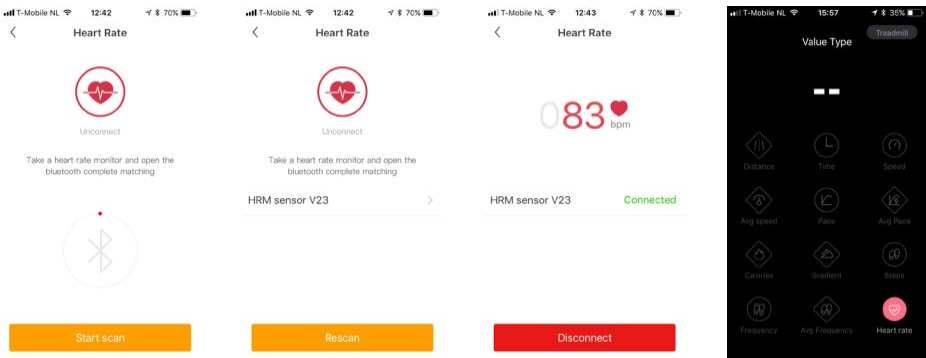 T-Mobile NL 12:42 70%
Heart Rate
Unconnect
Take a heart rate monitor and open the
bluetooth complete matching
Start scan
T-Mobile NL 12:42 70%
Heart Rate
Unconnect
Take a heart rate monitor and open the
bluetooth complete matching
HRM sensor V23
Rescan
T-Mobile NL 12:43 70%
Heart Rate
083
bpm
HRM sensor V23 Connected
Disconnect
T-Mobile NL 15:57 35%
Treadmill
Value Type
--
Distance Time Speed
Avg speed Pace Avg Pace
Calories Gradient Steps
Frequency Avg Frequency Heart rate